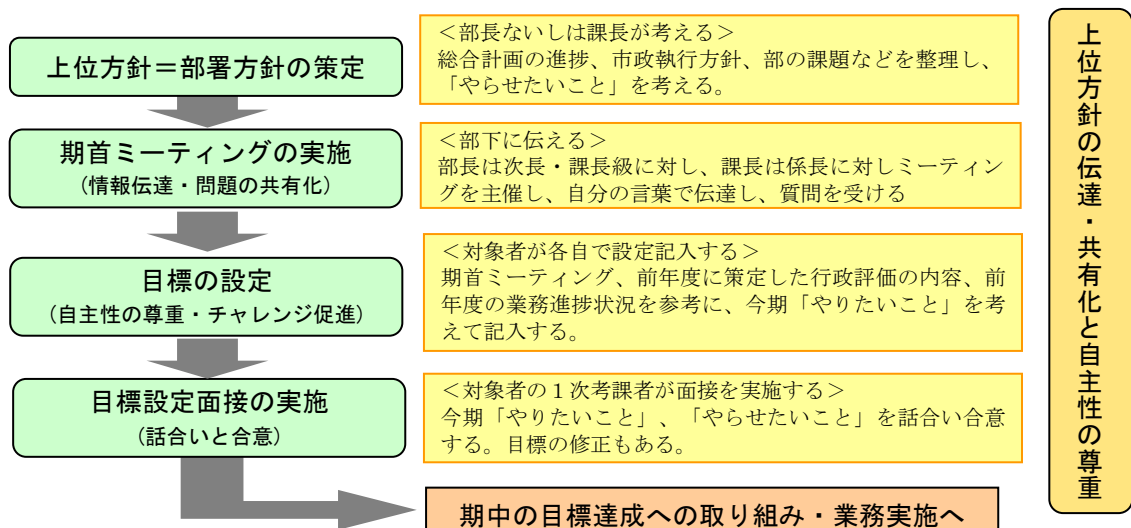 上位方針＝部署方針の策定
＜部長ないしは課長が考える＞
総合計画の進捗、市政執行方針、部の課題などを整理し、
「やらせたいこと」を考える。
期首ミーティングの実施
（情報伝達・問題の共有化）
＜部下に伝える＞
部長は次長・課長級に対し、課長は係長に対しミーティン
グを主催し、自分の言葉で伝達し、質問を受ける
目標の設定
（自主性の尊重・チャレンジ促進）
＜対象者が各自で設定記入する＞
期首ミーティング、前年度に策定した行政評価の内容、前
年度の業務進捗状況を参考に、今期「やりたいこと」を考
えて記入する。
目標設定面接の実施
（話合いと合意）
＜対象者の１次考課者が面接を実施する＞
今期「やりたいこと」、「やらせたいこと」を話合い合意
する。目標の修正もある。
期中の目標達成への取り組み・業務実施へ
上位方針の伝達・共有化と自主性の尊重